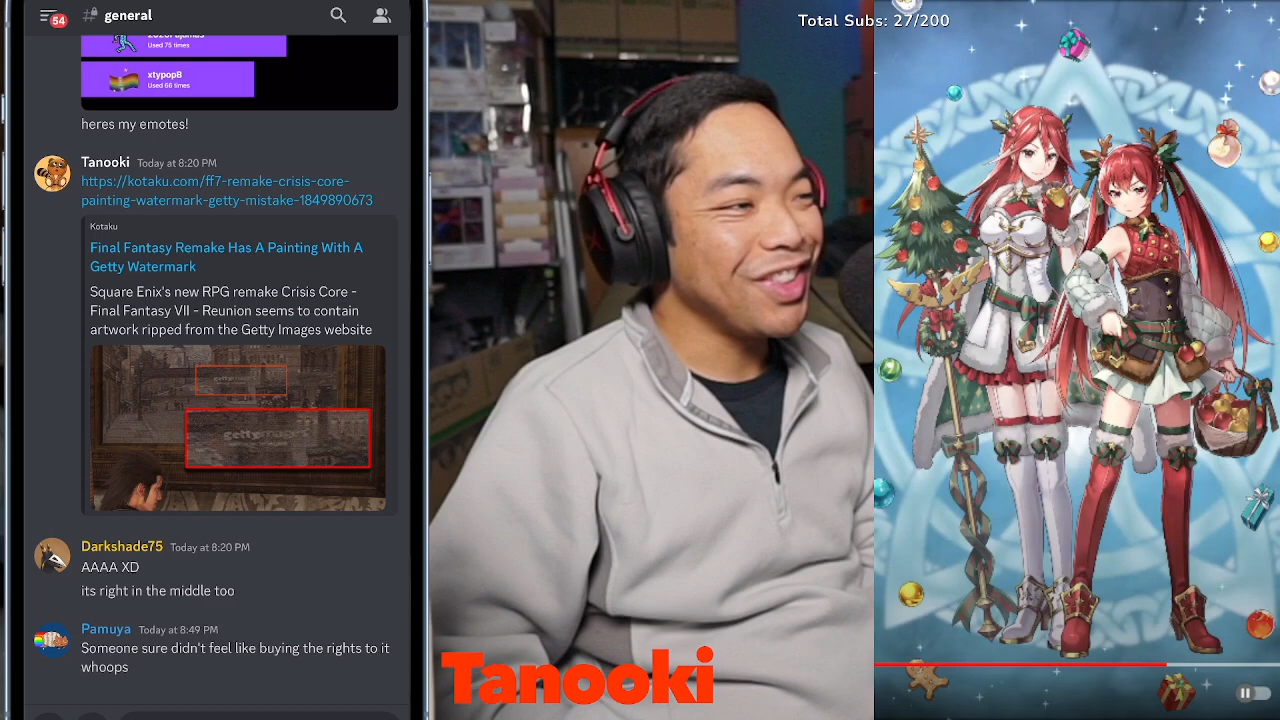 54
general
Total Subs: 27/200
Used 75 times
xtypopB
Used 66 times
heres my emotes!
Tanooki Today at 8:20 PM
https://kotaku.com/ff7-remake-crisis-core-
painting-watermark-getty-mistake-1849890673
Kotaku
Final Fantasy Remake Has A Painting With A
Getty Watermark
Square Enix's new RPG remake Crisis Core -
Final Fantasy VII - Reunion seems to contain
artwork ripped from the Getty Images website
gettyimages
Darkshade75 Today at 8:20 PM
AAAA XD
its right in the middle too
Pamuya Today at 8:49 PM
Someone sure didn't feel like buying the rights to it
whoops
Tanooki